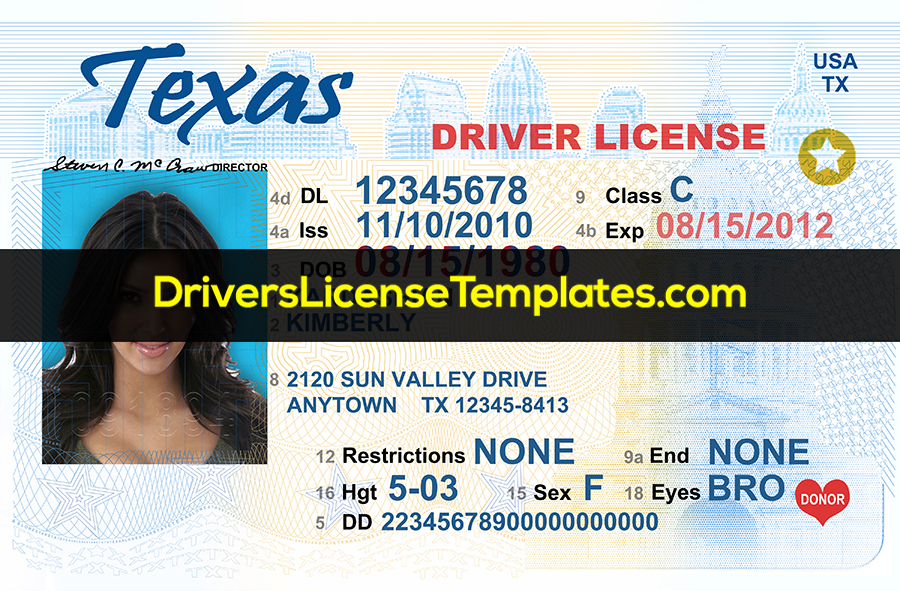 Texas
USA
TX
DRIVER LICENSE
Steven C. McCraw DIRECTOR
4d DL 12345678 9 Class C
4a Iss 11/10/2010 4b Exp 08/15/2012
3 DOB 08/15/1980
DriversLicenseTemplates.com
2 KIMBERLY
8 2120 SUN VALLEY DRIVE
ANYTOWN TX 12345-8413
12 Restrictions NONE 9a End NONE
16 Hgt 5-03 15 Sex F 18 Eyes BRO
DONOR
5 DD 22345678900000000000